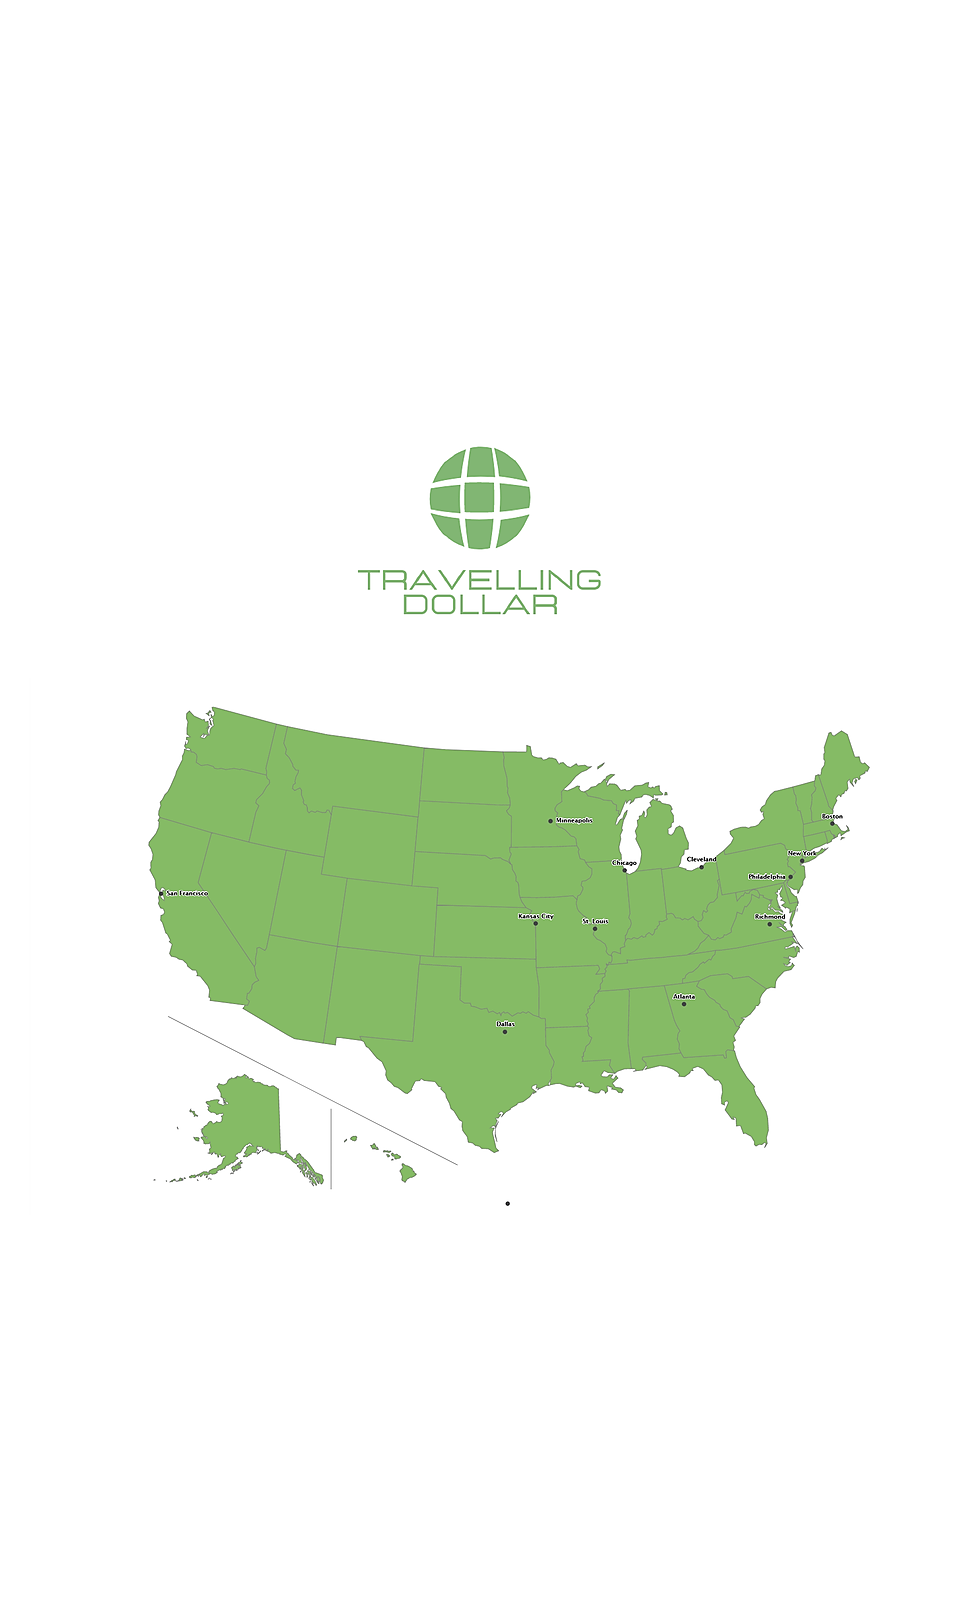 TRAVELLING
DOLLAR
Boston
Minneapolis
New York
Cleveland
Chicago
Philadelphia
San Francisco
Kansas City
Richmond
St. Louis
Atlanta
Dallas